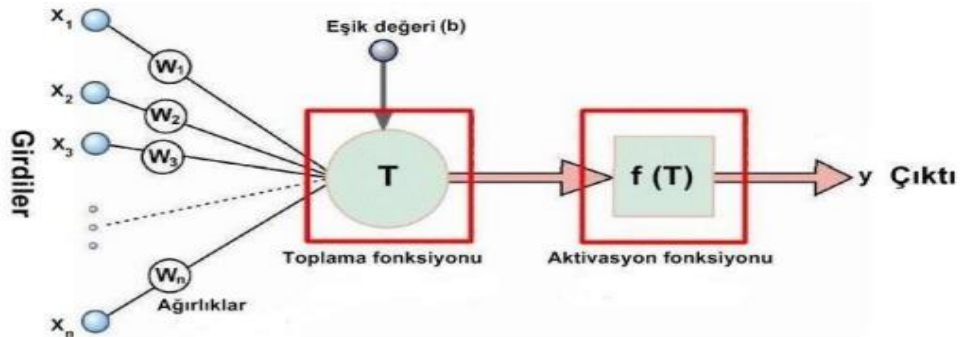 x1
Eşik değeri (b)
W1
x2
W2
x3
W3
Girdiler
T
f (T)
y Çıktı
Toplama fonksiyonu
Aktivasyon fonksiyonu
Wn
Ağırlıklar
xn